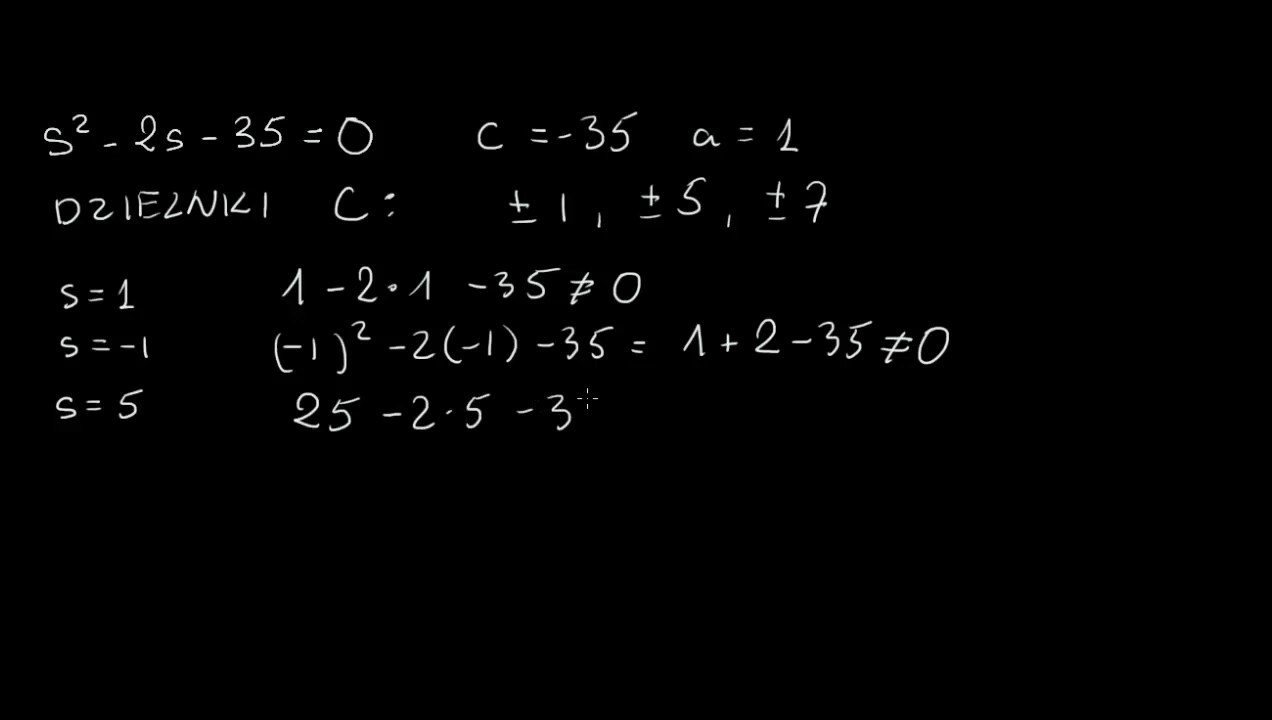 s² - 2s - 35 = 0 c = -35 a = 1
DZIELNIKI C: ± 1, ± 5, ± 7
s = 1 1 - 2 · 1 - 35 ≠ 0
s = -1 (-1)² - 2(-1) - 35 = 1 + 2 - 35 ≠ 0
s = 5 25 - 2 · 5 - 3